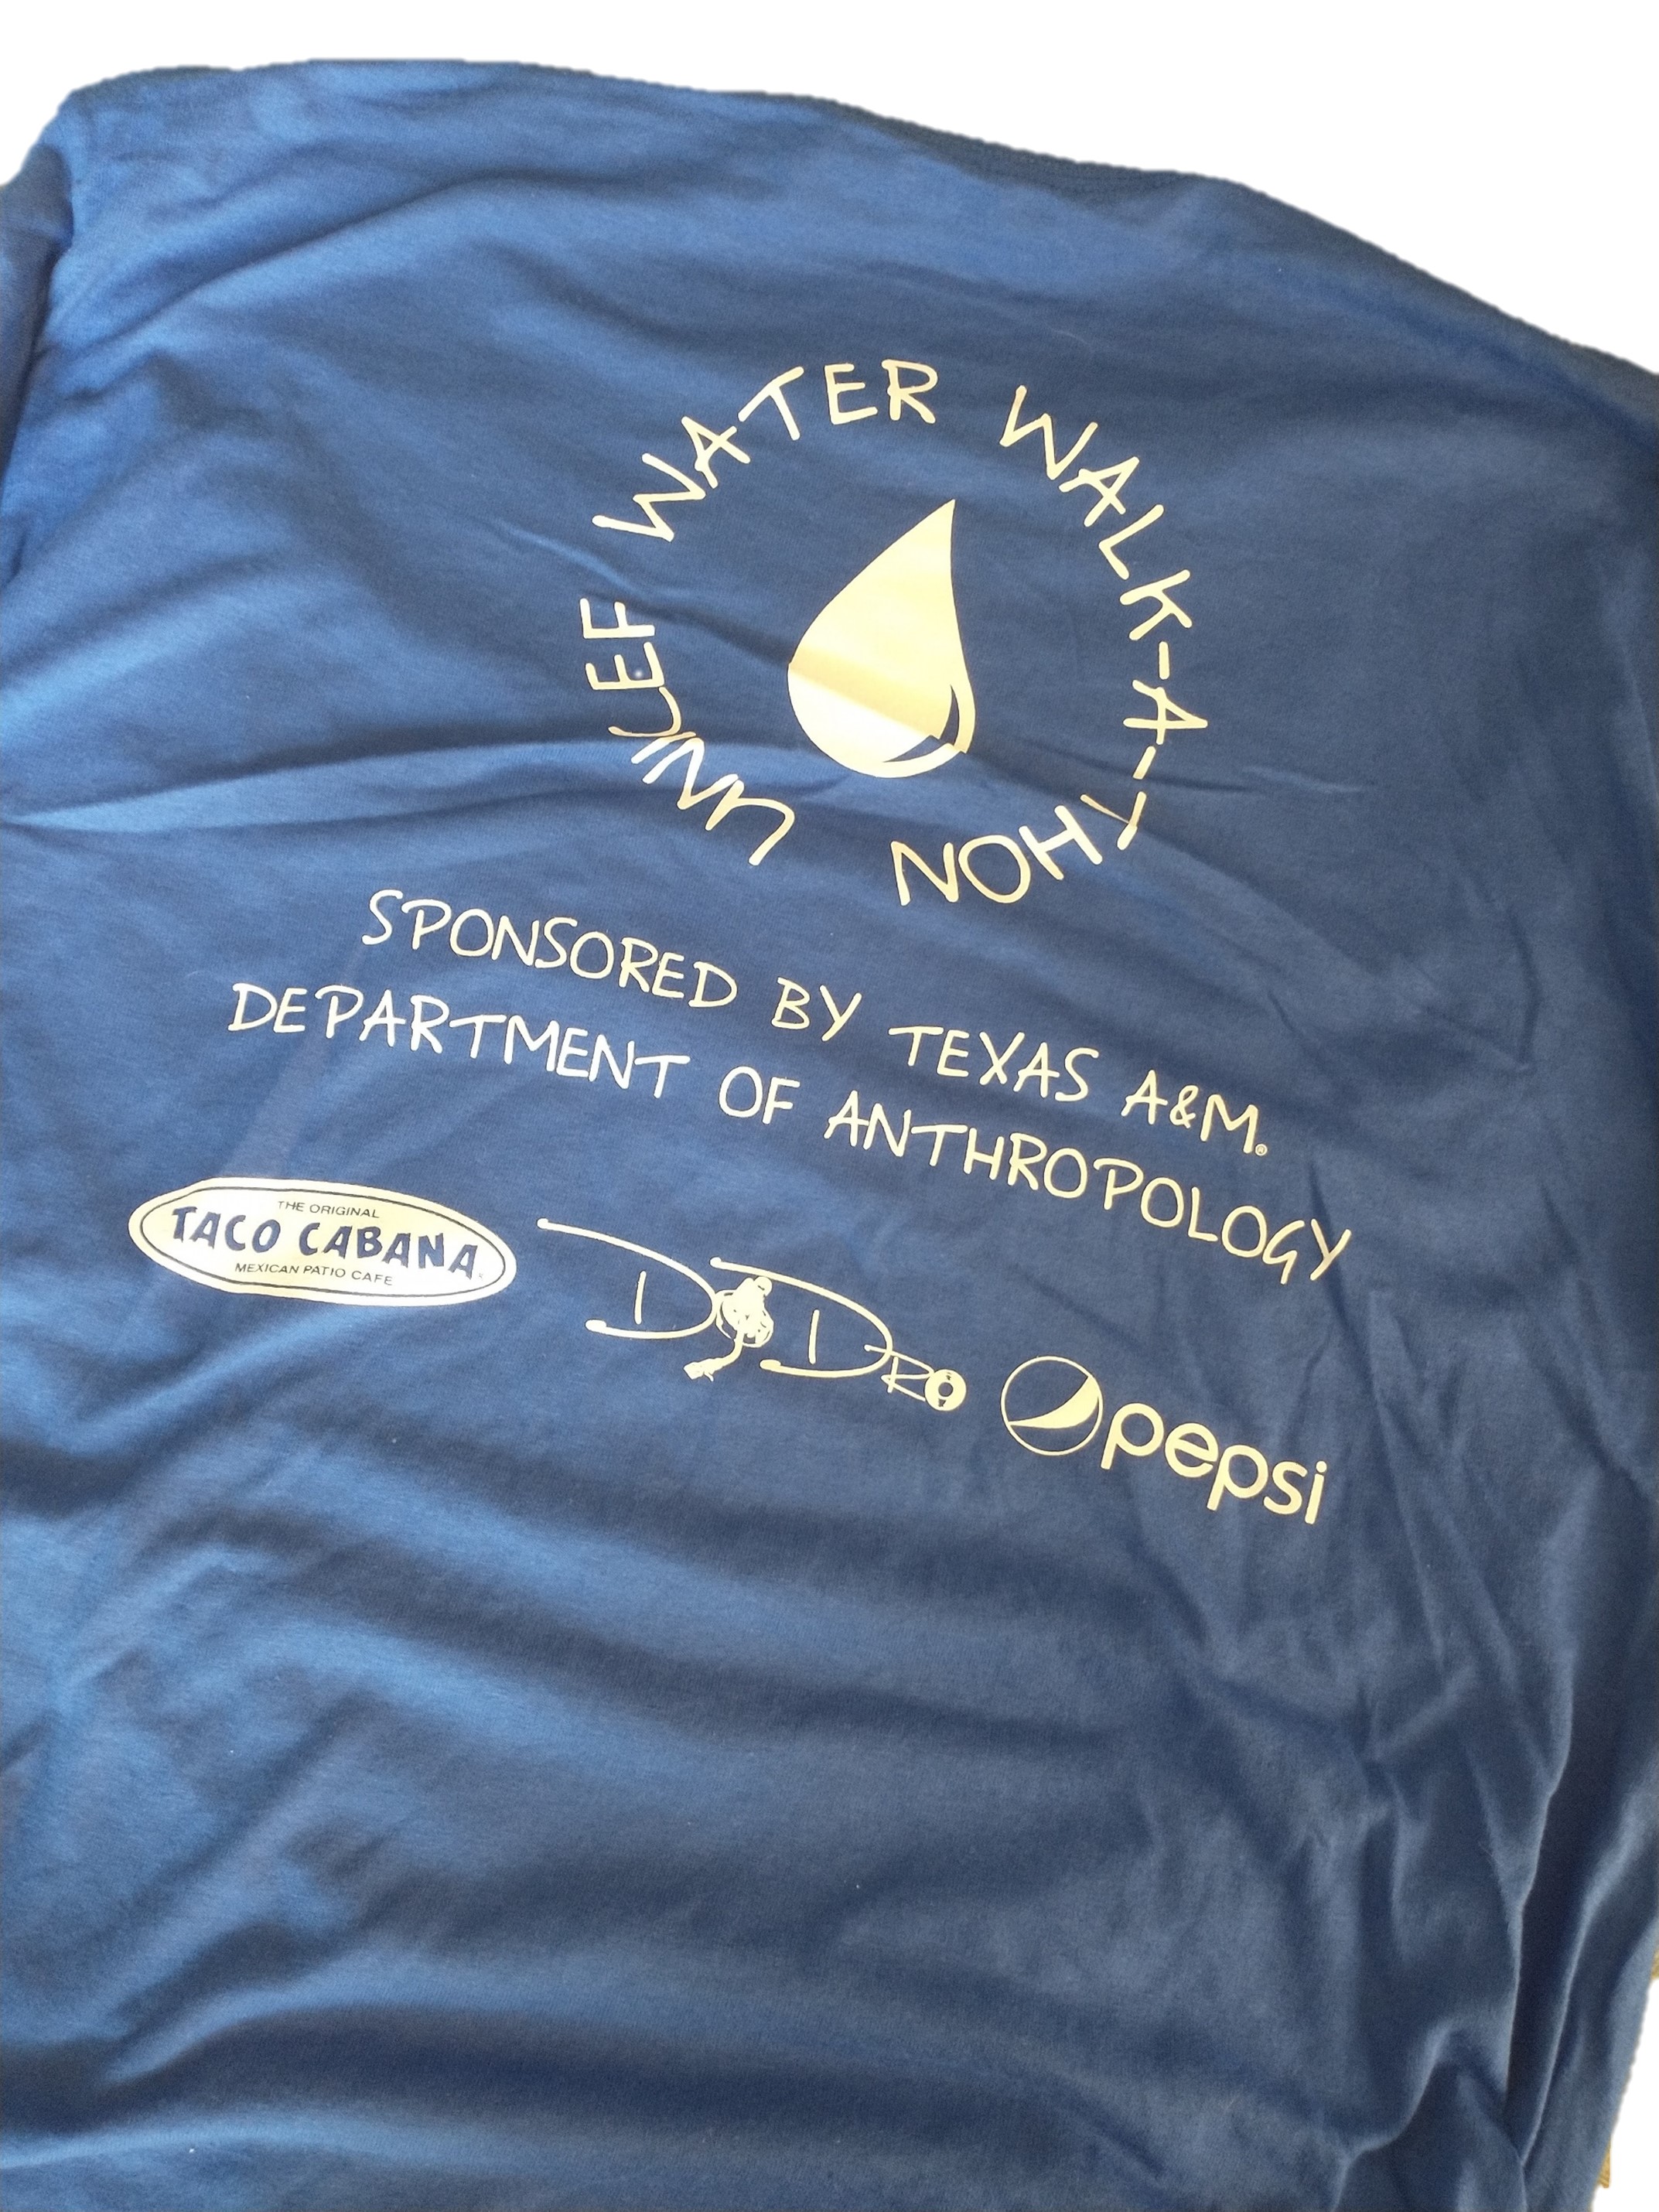 UNICEF WATER WALK-A-THON
SPONSORED BY TEXAS A&M®
DEPARTMENT OF ANTHROPOLOGY
THE ORIGINAL
TACO CABANA
MEXICAN PATIO CAFE
pepsi